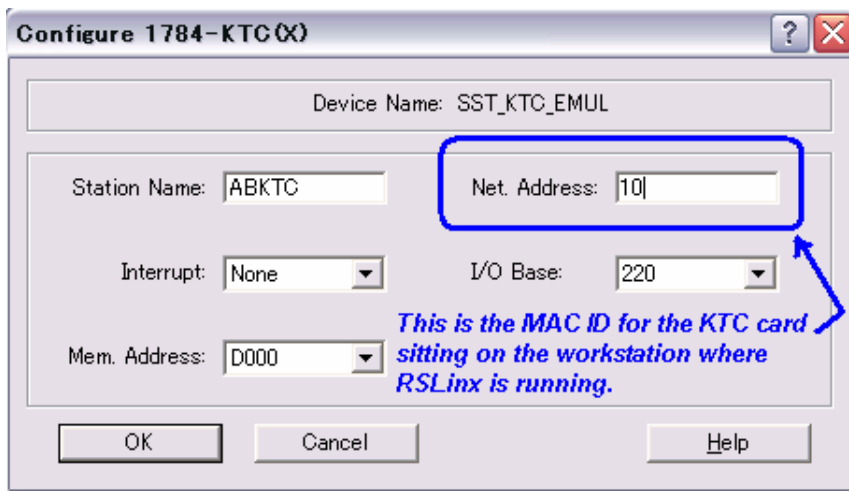 Configure 1784-KTC(X)
Device Name: SST_KTC_EMUL
Station Name: ABKTC
Net. Address: 10
Interrupt: None
I/O Base: 220
This is the MAC ID for the KTC card
sitting on the workstation where
RSLinx is running.
Mem. Address: D000
OK
Cancel
Help